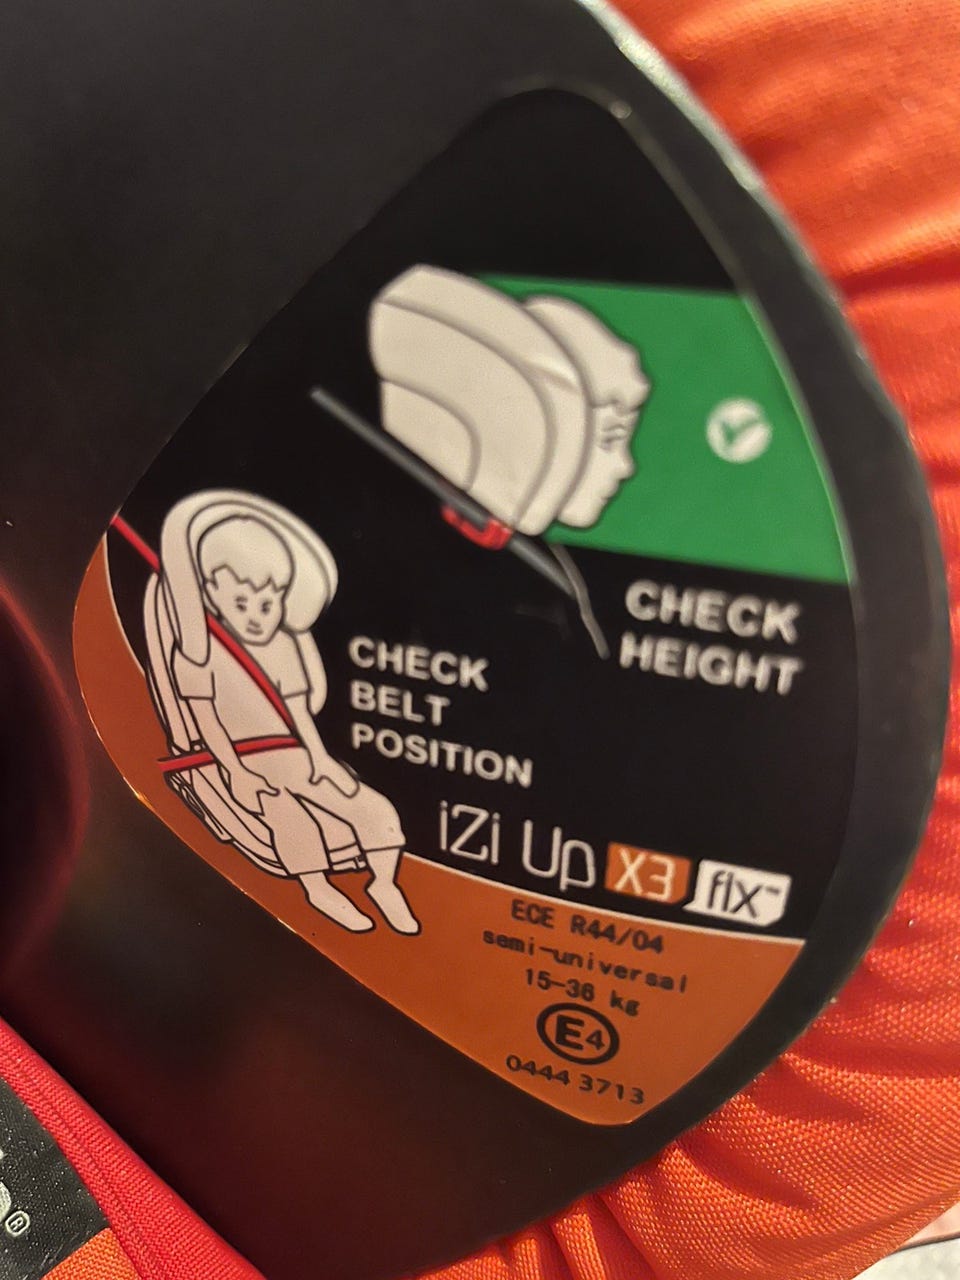 CHECK
HEIGHT
CHECK
BELT
POSITION
iZi Up X3 fix™
ECE R44/04
semi-universal
15-36 kg
E4
0444 3713
®